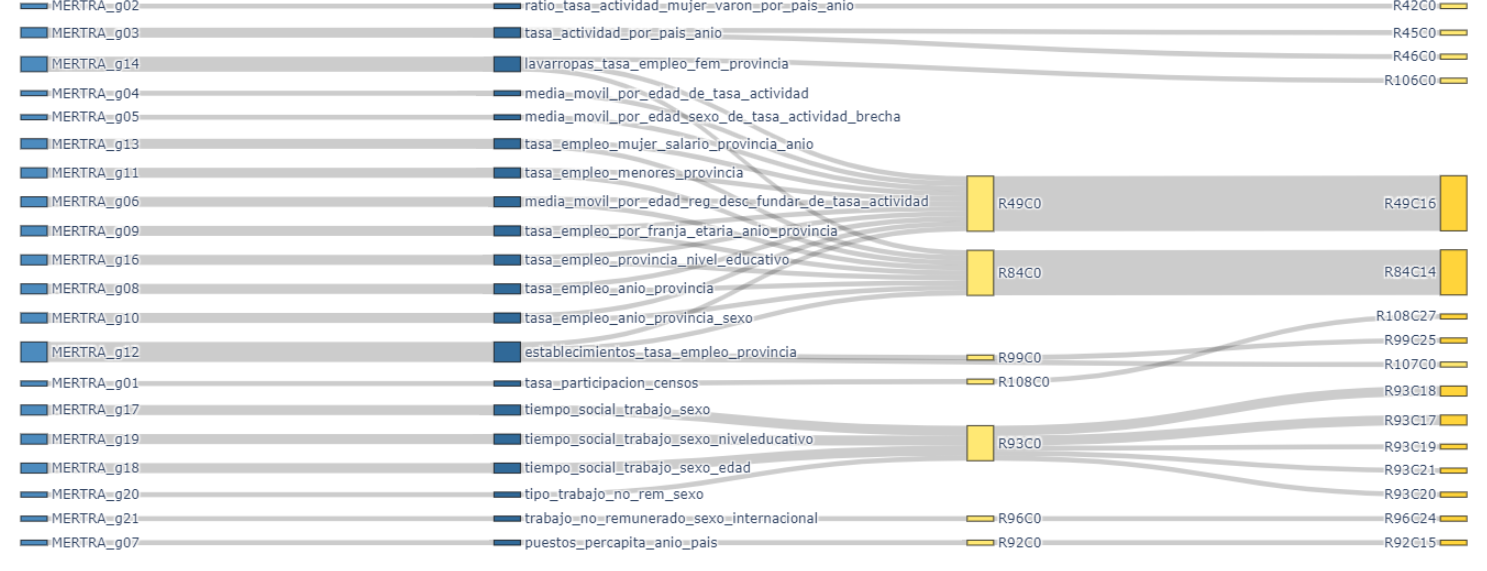 MERTRA_g02 ratio_tasa_actividad_mujer_varon_por_pais_anio R42C0
MERTRA_g03 tasa_actividad_por_pais_anio R45C0
R46C0
MERTRA_g14 lavarropas_tasa_empleo_fem_provincia
R106C0
MERTRA_g04 media_movil_por_edad_de_tasa_actividad
MERTRA_g05 media_movil_por_edad_sexo_de_tasa_actividad_brecha
MERTRA_g13 tasa_empleo_mujer_salario_provincia_anio
MERTRA_g11 tasa_empleo_menores_provincia
MERTRA_g06 media_movil_por_edad_reg_desc_fundar_de_tasa_actividad R49C0 R49C16
MERTRA_g09 tasa_empleo_por_franja_etaria_anio_provincia
MERTRA_g16 tasa_empleo_provincia_nivel_educativo
R84C0 R84C14
MERTRA_g08 tasa_empleo_anio_provincia
MERTRA_g10 tasa_empleo_anio_provincia_sexo R108C27
R99C25
MERTRA_g12 establecimientos_tasa_empleo_provincia R99C0
R107C0
MERTRA_g01 tasa_participacion_censos R108C0
R93C18
MERTRA_g17 tiempo_social_trabajo_sexo
R93C17
MERTRA_g19 tiempo_social_trabajo_sexo_niveleducativo R93C0 R93C19
MERTRA_g18 tiempo_social_trabajo_sexo_edad R93C21
MERTRA_g20 tipo_trabajo_no_rem_sexo R93C20
MERTRA_g21 trabajo_no_remunerado_sexo_internacional R96C0 R96C24
MERTRA_g07 puestos_percapita_anio_pais R92C0 R92C15